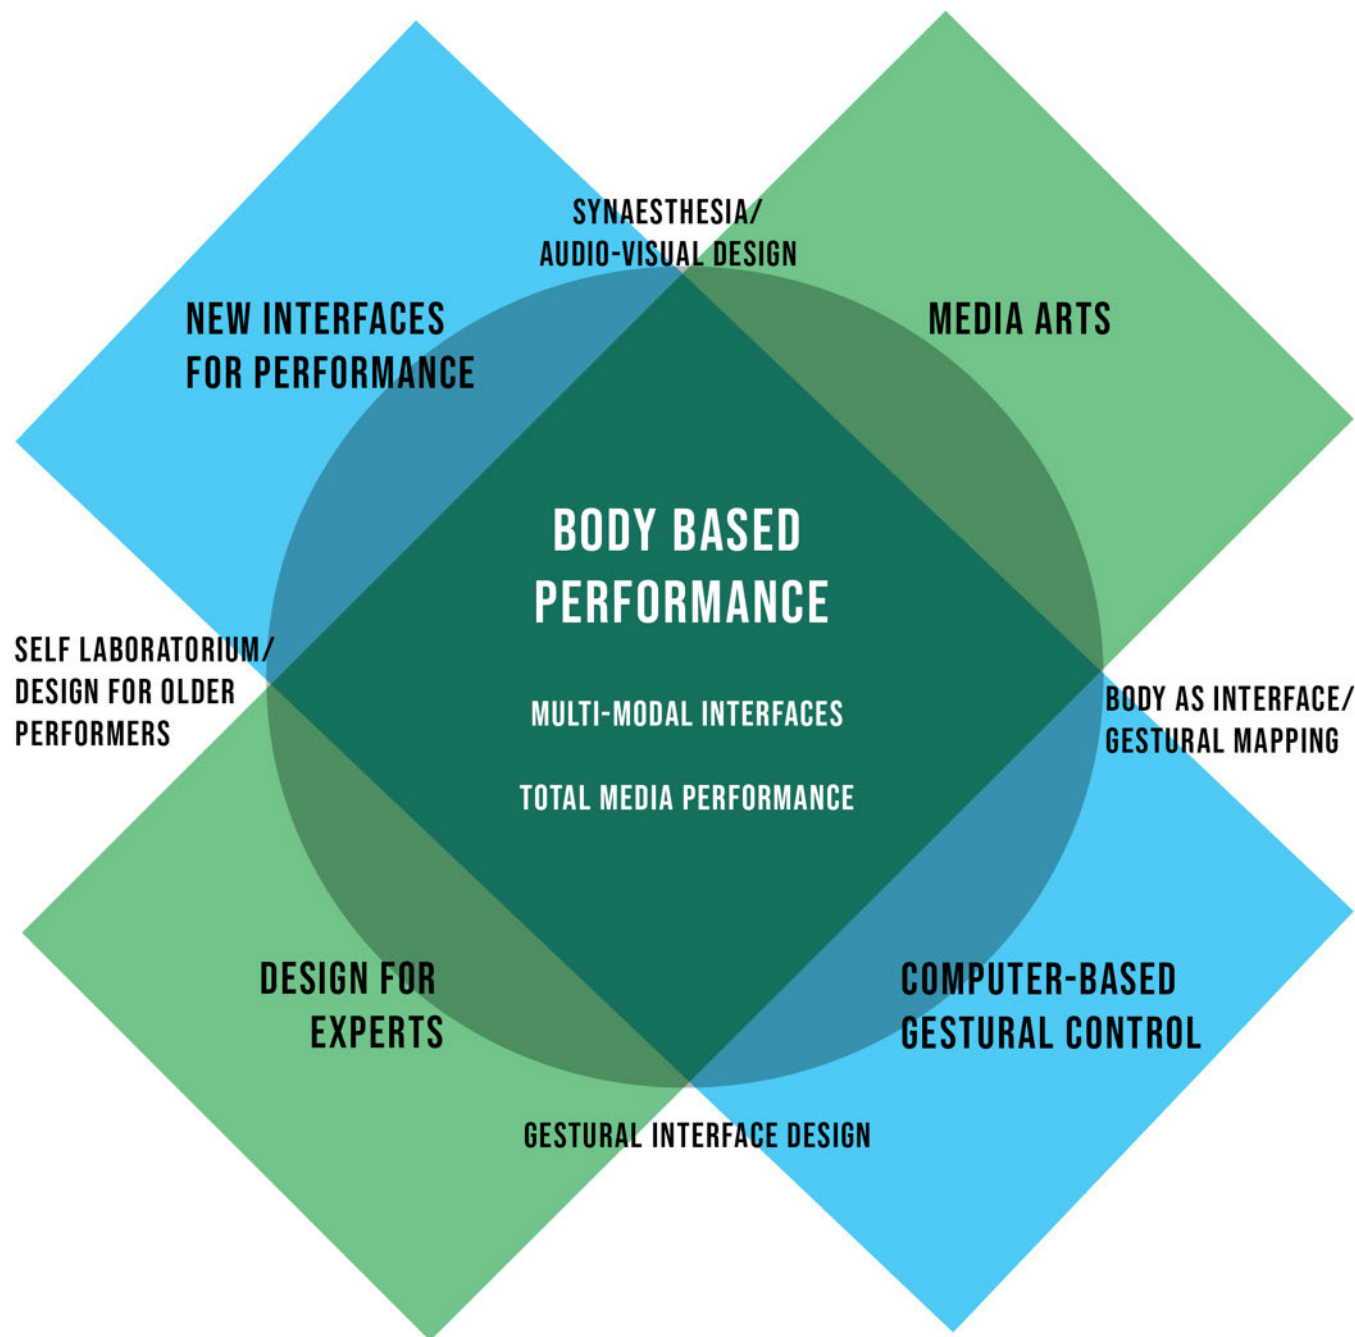 SYNAESTHESIA/
AUDIO-VISUAL DESIGN
NEW INTERFACES
FOR PERFORMANCE
MEDIA ARTS
BODY BASED
PERFORMANCE
SELF LABORATORIUM/
DESIGN FOR OLDER
PERFORMERS
BODY AS INTERFACE/
GESTURAL MAPPING
MULTI-MODAL INTERFACES
TOTAL MEDIA PERFORMANCE
DESIGN FOR
EXPERTS
COMPUTER-BASED
GESTURAL CONTROL
GESTURAL INTERFACE DESIGN